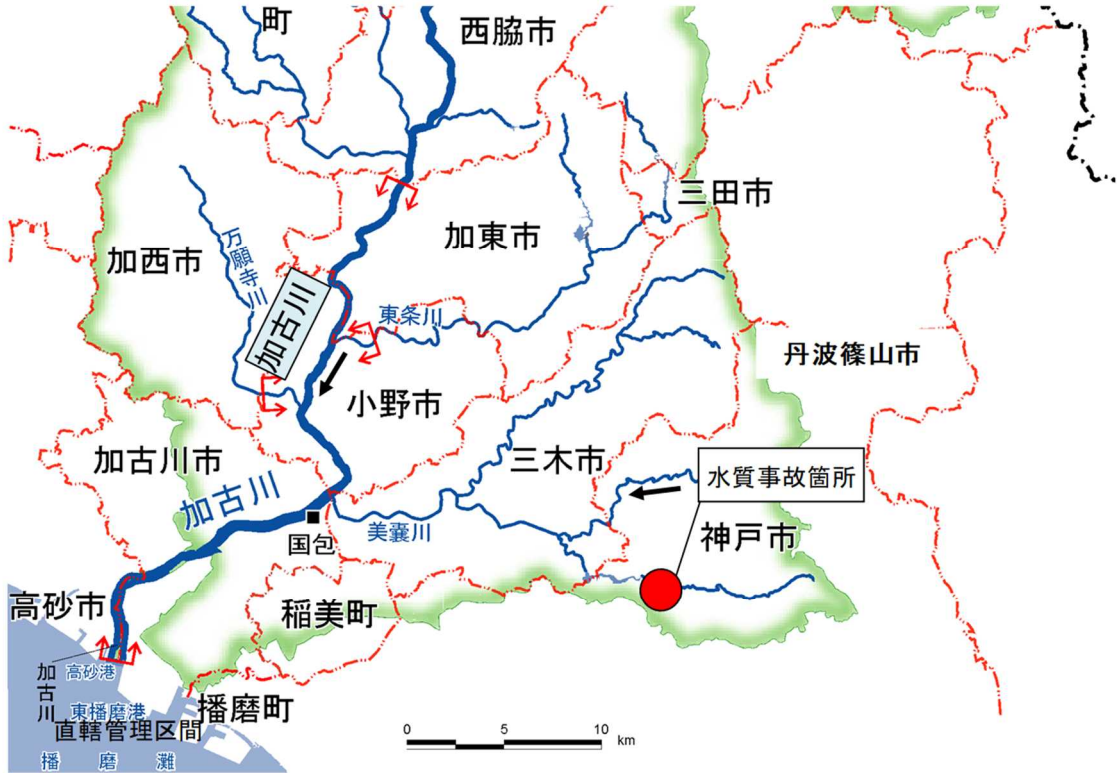 町
西脇市
三田市
加東市
加西市
万願寺川
加古川
東条川
丹波篠山市
小野市
加古川市
三木市
水質事故箇所
加古川
美嚢川
神戸市
国包
高砂市
稲美町
加古川
高砂港
東播磨港
播磨町
直轄管理区間
播磨灘
0 5 10 km